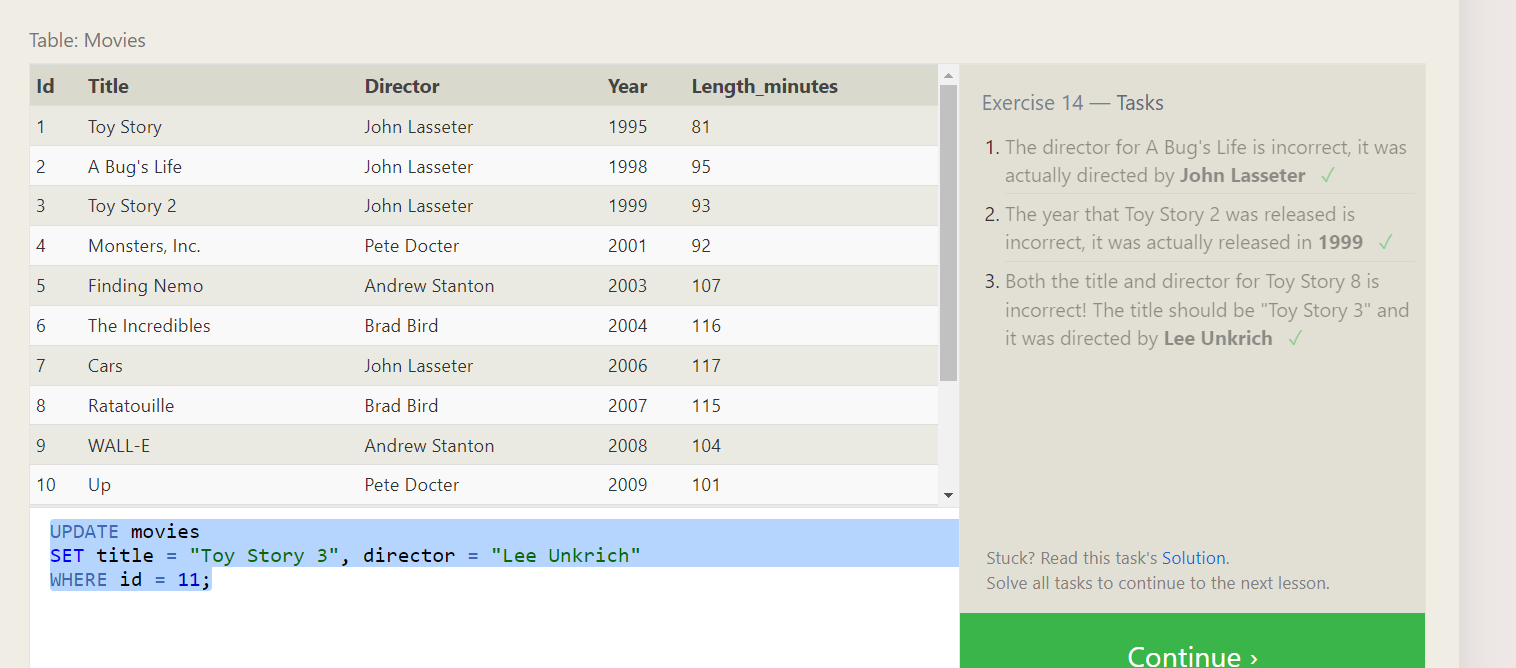 Table: Movies
Id Title Director Year Length_minutes
1 Toy Story John Lasseter 1995 81
2 A Bug's Life John Lasseter 1998 95
3 Toy Story 2 John Lasseter 1999 93
4 Monsters, Inc. Pete Docter 2001 92
5 Finding Nemo Andrew Stanton 2003 107
6 The Incredibles Brad Bird 2004 116
7 Cars John Lasseter 2006 117
8 Ratatouille Brad Bird 2007 115
9 WALL-E Andrew Stanton 2008 104
10 Up Pete Docter 2009 101
UPDATE movies
SET title = "Toy Story 3", director = "Lee Unkrich"
WHERE id = 11;
Exercise 14 — Tasks
1. The director for A Bug's Life is incorrect, it was
actually directed by John Lasseter ✓
2. The year that Toy Story 2 was released is
incorrect, it was actually released in 1999 ✓
3. Both the title and director for Toy Story 8 is
incorrect! The title should be "Toy Story 3" and
it was directed by Lee Unkrich ✓
Stuck? Read this task's Solution.
Solve all tasks to continue to the next lesson.
Continue ›